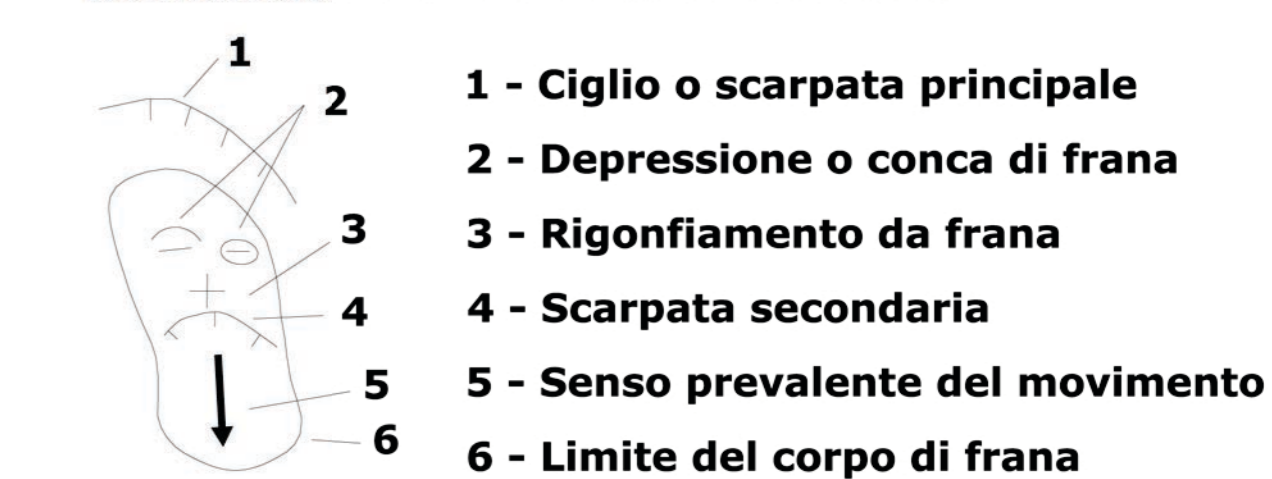 1
2
3
4
5
6
1 - Ciglio o scarpata principale
2 - Depressione o conca di frana
3 - Rigonfiamento da frana
4 - Scarpata secondaria
5 - Senso prevalente del movimento
6 - Limite del corpo di frana